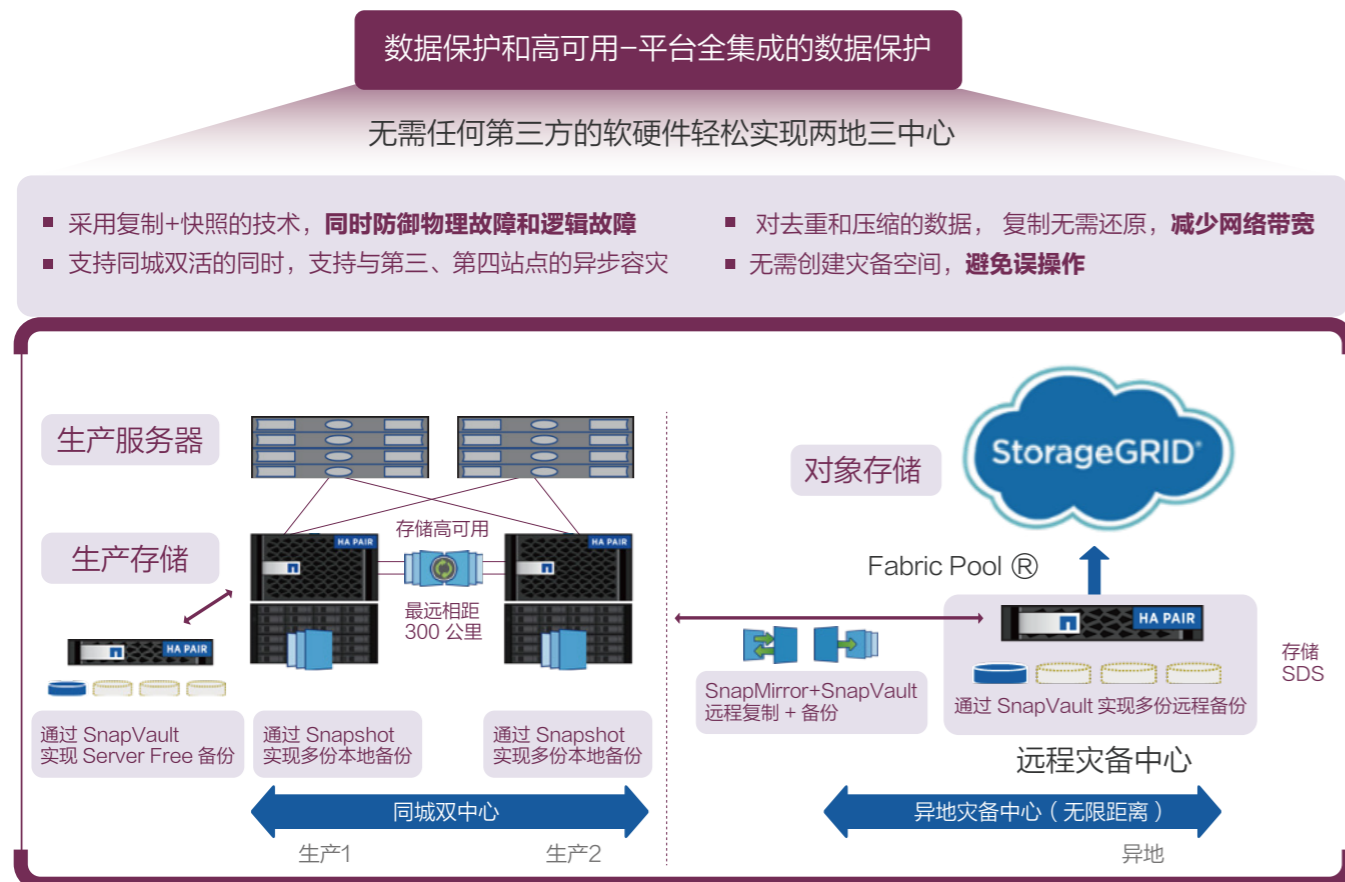 数据保护和高可用–平台全集成的数据保护
无需任何第三方的软硬件轻松实现两地三中心
采用复制+快照的技术，同时防御物理故障和逻辑故障
支持同城双活的同时，支持与第三、第四站点的异步容灾
对去重和压缩的数据， 复制无需还原，减少网络带宽
无需创建灾备空间，避免误操作
生产服务器
生产存储
存储高可用
HA PAIR
HA PAIR
最远相距
300 公里
HA PAIR
通过 SnapVault
实现 Server Free 备份
通过 Snapshot
实现多份本地备份
通过 Snapshot
实现多份本地备份
同城双中心
生产1
生产2
对象存储
StorageGRID®
Fabric Pool ®
HA PAIR
SnapMirror+SnapVault
远程复制 + 备份
通过 SnapVault 实现多份远程备份
存储
SDS
远程灾备中心
异地灾备中心（无限距离）
异地